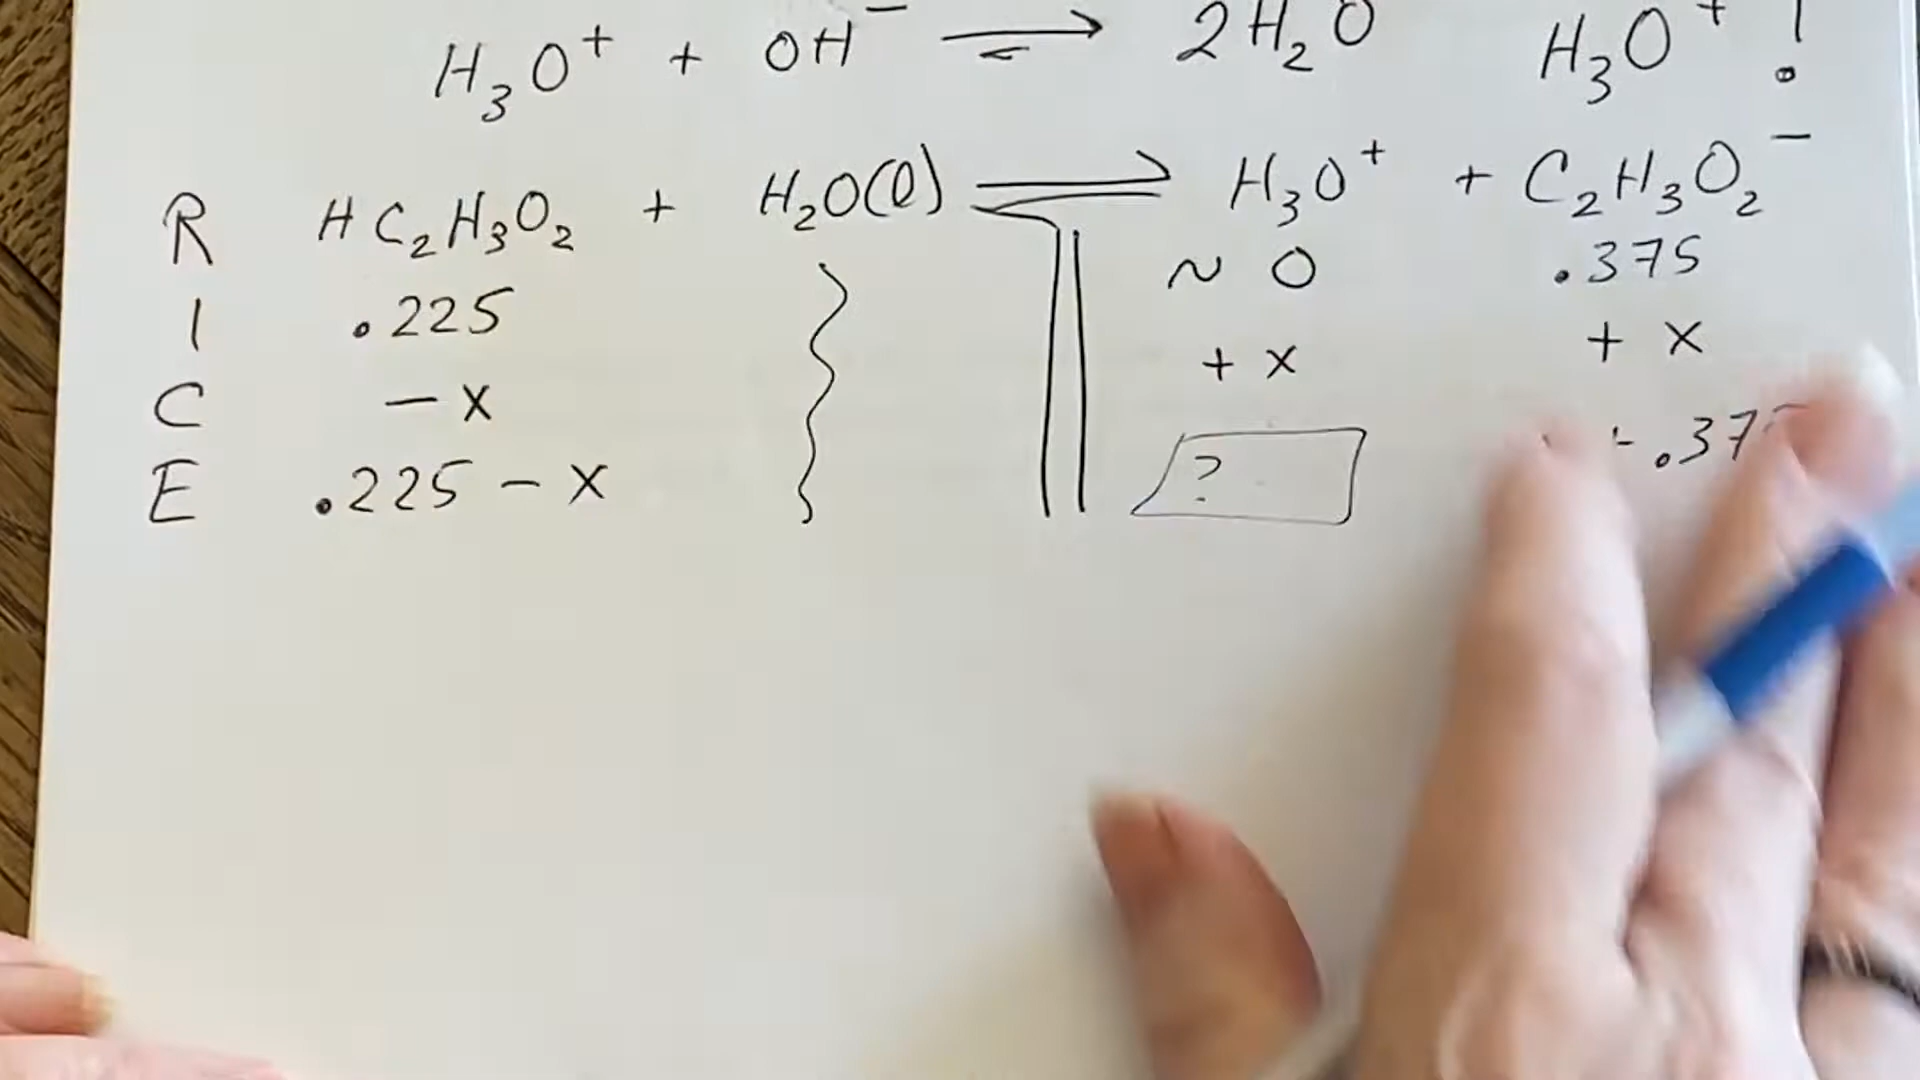 H₃O⁺ + OH⁻ ⇌ 2H₂O H₃O⁺ !
R HC₂H₃O₂ + H₂O(l) ⇌ H₃O⁺ + C₂H₃O₂⁻
I .225 ~ 0 .375
C - x + x + x
E .225 - x ?